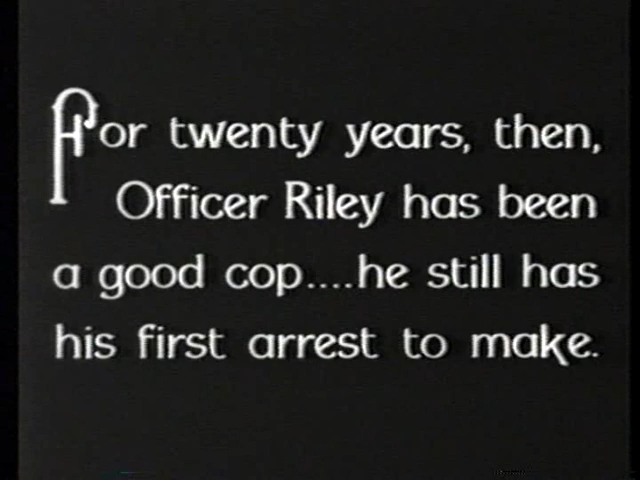 For twenty years, then,
Officer Riley has been
a good cop....he still has
his first arrest to make.